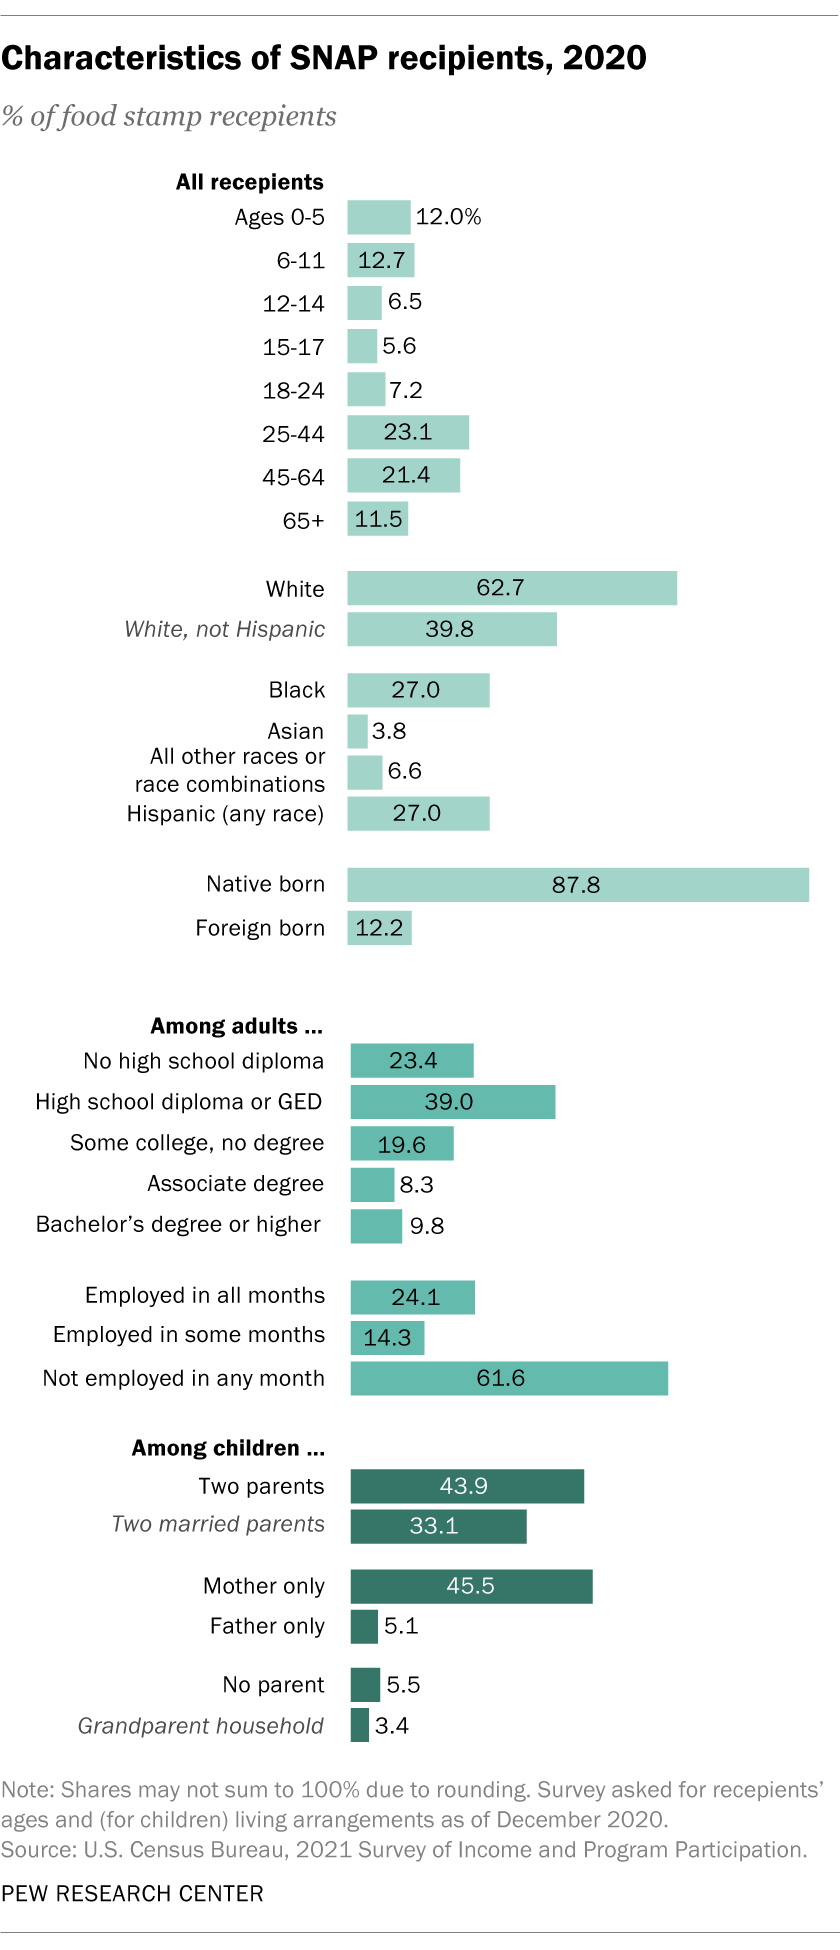 Characteristics of SNAP recipients, 2020
% of food stamp recepients
All recepients
Ages 0-5 12.0%
6-11 12.7
12-14 6.5
15-17 5.6
18-24 7.2
25-44 23.1
45-64 21.4
65+ 11.5
White 62.7
White, not Hispanic 39.8
Black 27.0
Asian 3.8
All other races or
race combinations 6.6
Hispanic (any race) 27.0
Native born 87.8
Foreign born 12.2
Among adults ...
No high school diploma 23.4
High school diploma or GED 39.0
Some college, no degree 19.6
Associate degree 8.3
Bachelor’s degree or higher 9.8
Employed in all months 24.1
Employed in some months 14.3
Not employed in any month 61.6
Among children ...
Two parents 43.9
Two married parents 33.1
Mother only 45.5
Father only 5.1
No parent 5.5
Grandparent household 3.4
Note: Shares may not sum to 100% due to rounding. Survey asked for recepients’
ages and (for children) living arrangements as of December 2020.
Source: U.S. Census Bureau, 2021 Survey of Income and Program Participation.
PEW RESEARCH CENTER